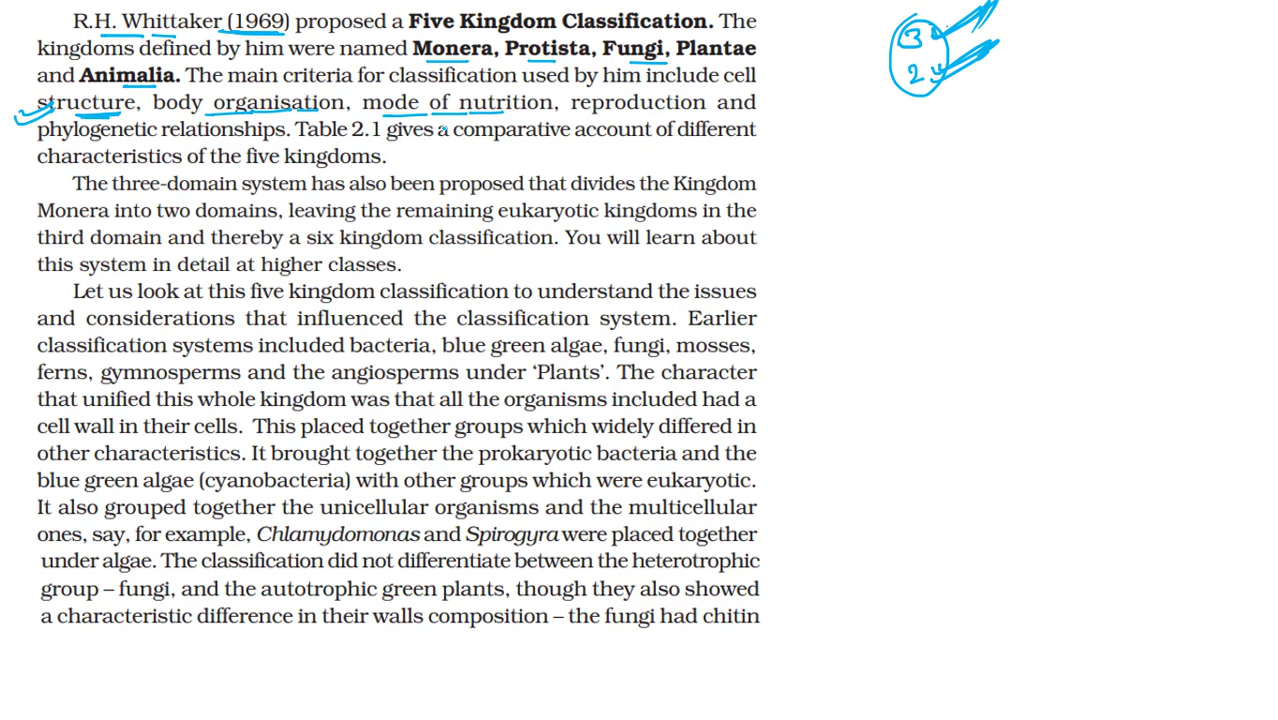 R.H. Whittaker (1969) proposed a Five Kingdom Classification. The
kingdoms defined by him were named Monera, Protista, Fungi, Plantae
and Animalia. The main criteria for classification used by him include cell
structure, body organisation, mode of nutrition, reproduction and
phylogenetic relationships. Table 2.1 gives a comparative account of different
characteristics of the five kingdoms.
The three-domain system has also been proposed that divides the Kingdom
Monera into two domains, leaving the remaining eukaryotic kingdoms in the
third domain and thereby a six kingdom classification. You will learn about
this system in detail at higher classes.
Let us look at this five kingdom classification to understand the issues
and considerations that influenced the classification system. Earlier
classification systems included bacteria, blue green algae, fungi, mosses,
ferns, gymnosperms and the angiosperms under ‘Plants’. The character
that unified this whole kingdom was that all the organisms included had a
cell wall in their cells. This placed together groups which widely differed in
other characteristics. It brought together the prokaryotic bacteria and the
blue green algae (cyanobacteria) with other groups which were eukaryotic.
It also grouped together the unicellular organisms and the multicellular
ones, say, for example, Chlamydomonas and Spirogyra were placed together
under algae. The classification did not differentiate between the heterotrophic
group – fungi, and the autotrophic green plants, though they also showed
a characteristic difference in their walls composition – the fungi had chitin
3
2